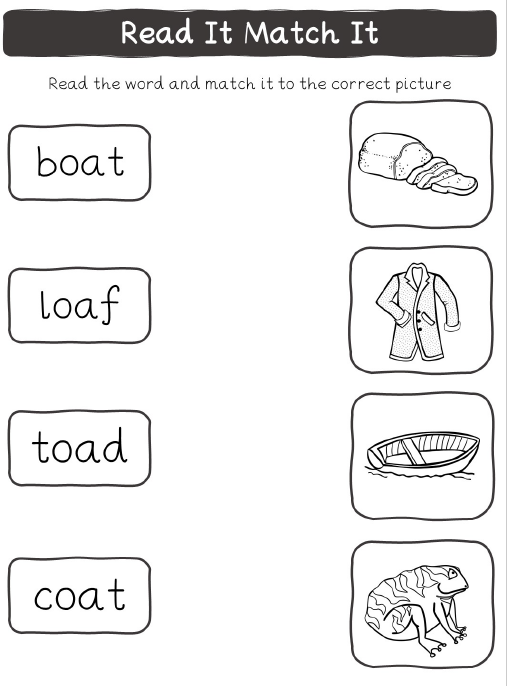 Read It Match It
Read the word and match it to the correct picture
boat
loaf
toad
coat